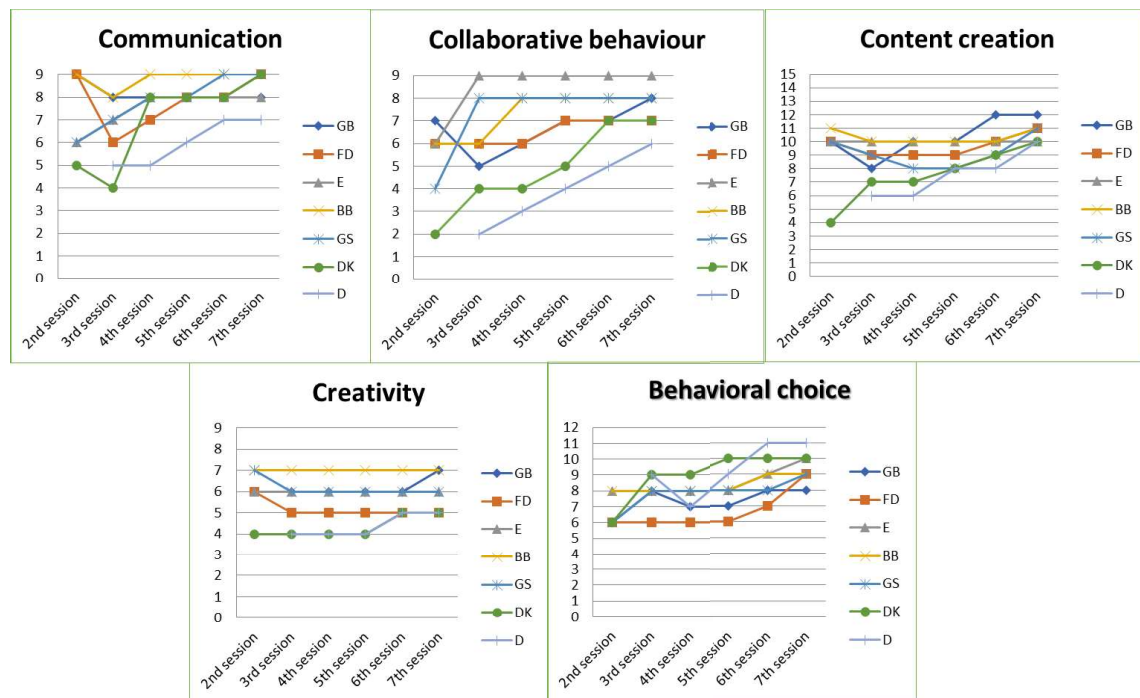 Communication
9
8
7
6
5
4
3
2
1
0
2nd session
3rd session
4th session
5th session
6th session
7th session
GB
FD
E
BB
GS
DK
D
Collaborative behaviour
9
8
7
6
5
4
3
2
1
0
2nd session
3rd session
4th session
5th session
6th session
7th session
GB
FD
E
BB
GS
DK
D
Content creation
15
14
13
12
11
10
9
8
7
6
5
4
3
2
1
0
2nd session
3rd session
4th session
5th session
6th session
7th session
GB
FD
E
BB
GS
DK
D
Creativity
9
8
7
6
5
4
3
2
1
0
2nd session
3rd session
4th session
5th session
6th session
7th session
GB
FD
E
BB
GS
DK
D
Behavioral choice
12
11
10
9
8
7
6
5
4
3
2
1
0
2nd session
3rd session
4th session
5th session
6th session
7th session
GB
FD
E
BB
GS
DK
D